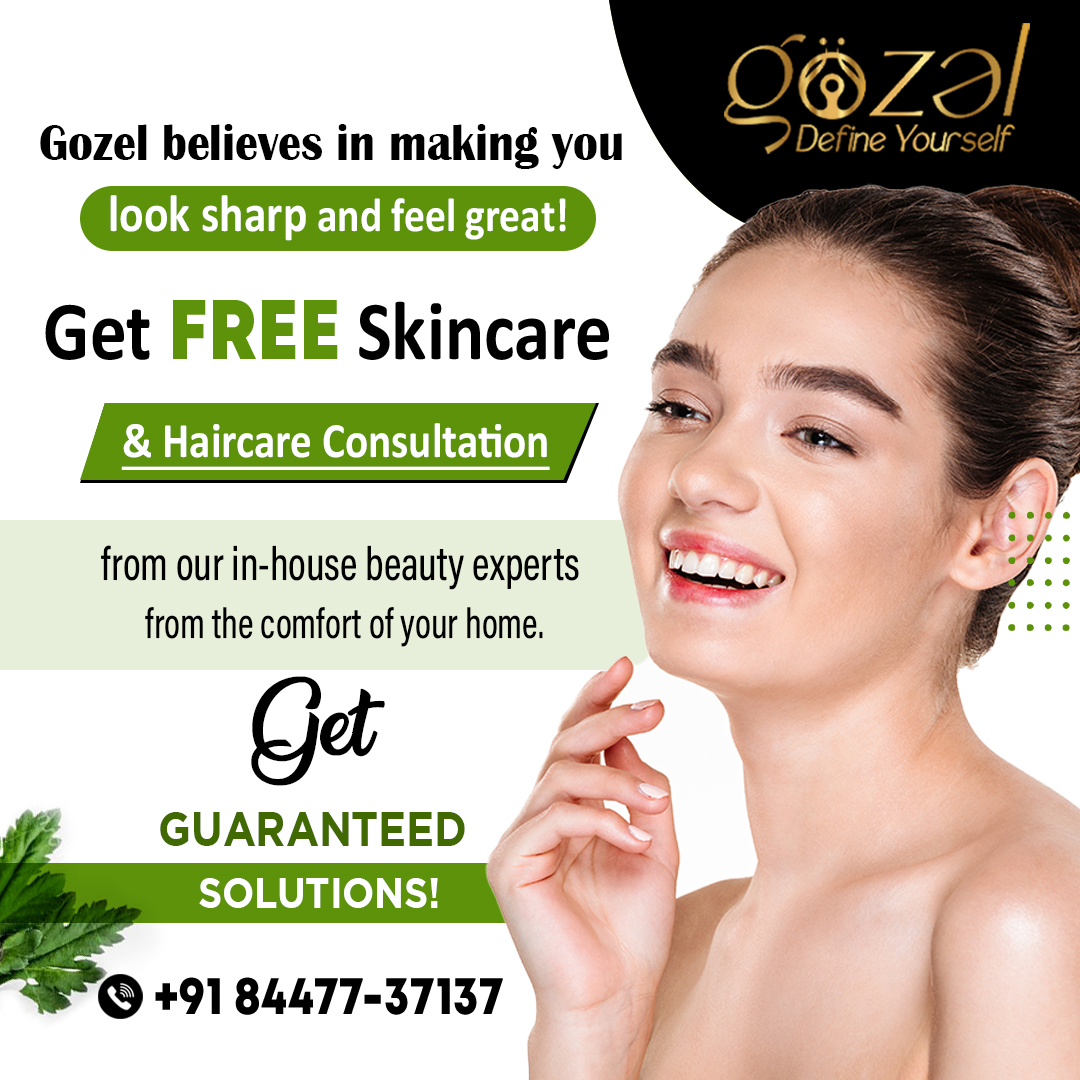 gözəl
Define Yourself
Gozel believes in making you
look sharp and feel great!
Get FREE Skincare
& Haircare Consultation
from our in-house beauty experts
from the comfort of your home.
Get
GUARANTEED
SOLUTIONS!
+91 84477-37137